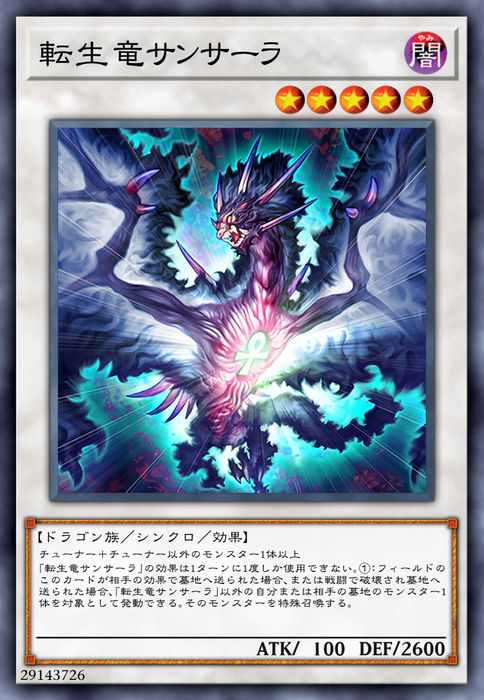 転生竜サンサーラ
やみ
闇
【ドラゴン族/シンクロ/効果】
チューナー+チューナー以外のモンスター1体以上
「転生竜サンサーラ」の効果は1ターンに1度しか使用できない。①:フィールドの
このカードが相手の効果で墓地へ送られた場合、または戦闘で破壊され墓地へ
送られた場合、「転生竜サンサーラ」以外の自分または相手の墓地のモンスター1
体を対象として発動できる。そのモンスターを特殊召喚する。
ATK/ 100 DEF/2600
29143726